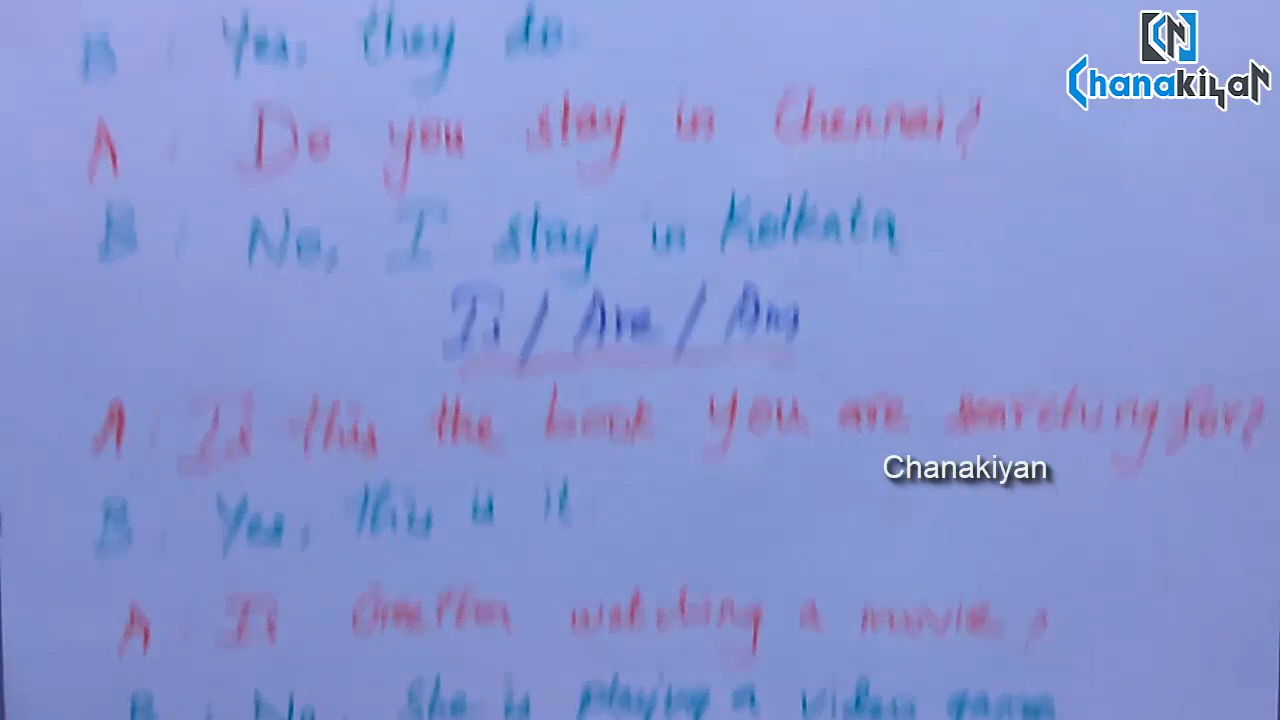 B : Yes, they do.
CN
Chanakiyan
A : Do you stay in Chennai?
B : No, I stay in Kolkata
Is / Are / Am
A : Is this the book you are searching for?
Chanakiyan
B : Yes, this is it.
A : Is watching a movie?
B : No, She is playing a video game